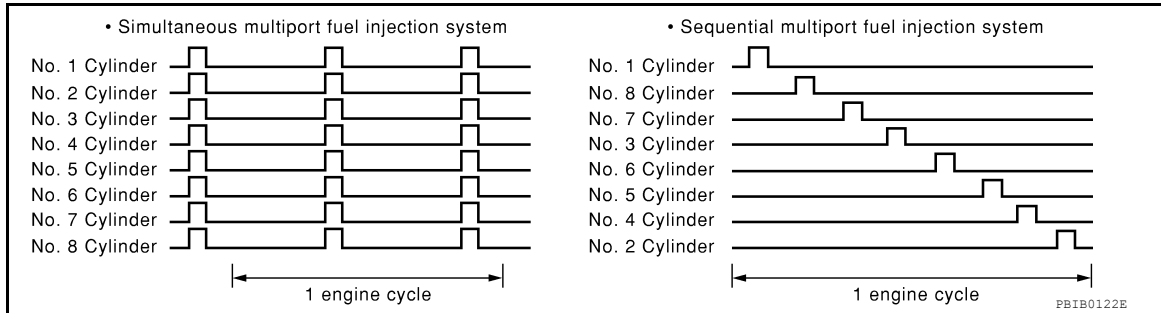 • Simultaneous multiport fuel injection system
No. 1 Cylinder
No. 2 Cylinder
No. 3 Cylinder
No. 4 Cylinder
No. 5 Cylinder
No. 6 Cylinder
No. 7 Cylinder
No. 8 Cylinder
1 engine cycle
• Sequential multiport fuel injection system
No. 1 Cylinder
No. 8 Cylinder
No. 7 Cylinder
No. 3 Cylinder
No. 6 Cylinder
No. 5 Cylinder
No. 4 Cylinder
No. 2 Cylinder
1 engine cycle
PBIB0122E